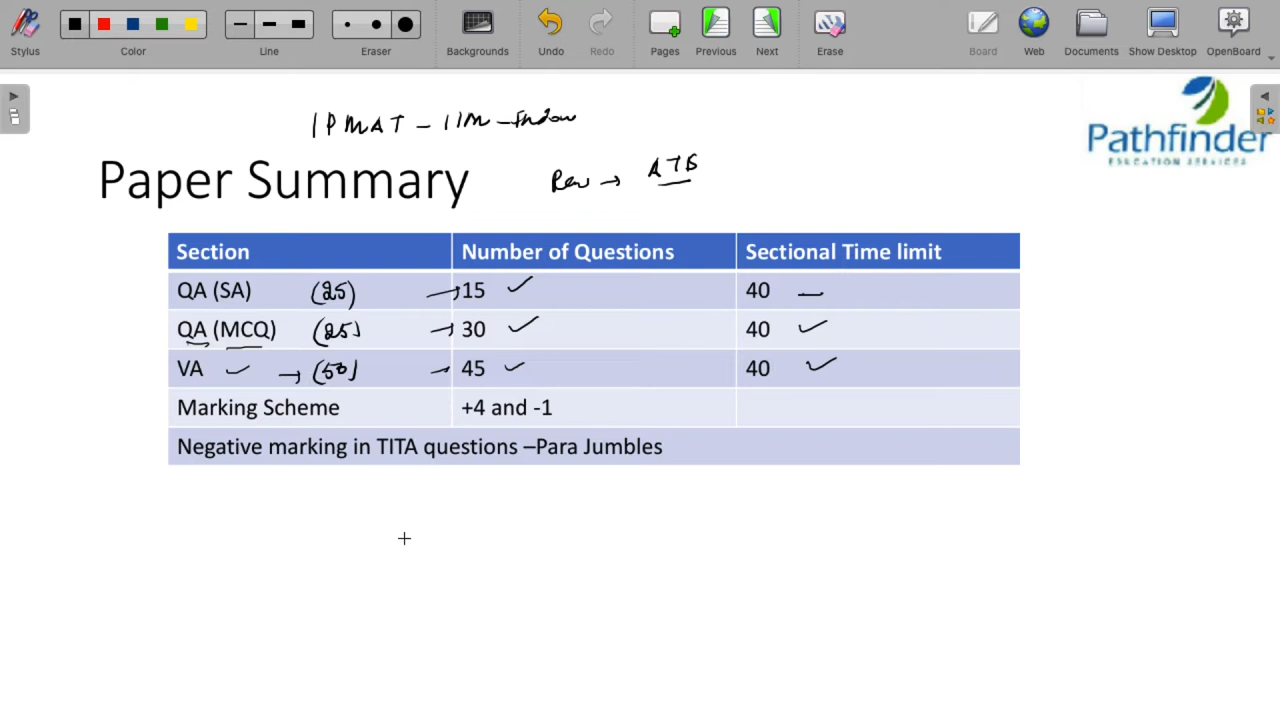 Stylus
Color
Line
Eraser
Backgrounds
Undo
Redo
Pages
Previous
Next
Erase
Board
Web
Documents
Show Desktop
OpenBoard
IPMAT - IIM - Indore
Pathfinder
EDUCATION SERVICES
Paper Summary
Section Number of Questions Sectional Time limit
QA (SA) (25) 15 40
QA (MCQ) (25) 30 40
VA (50) 45 40
Marking Scheme +4 and -1
Negative marking in TITA questions –Para Jumbles